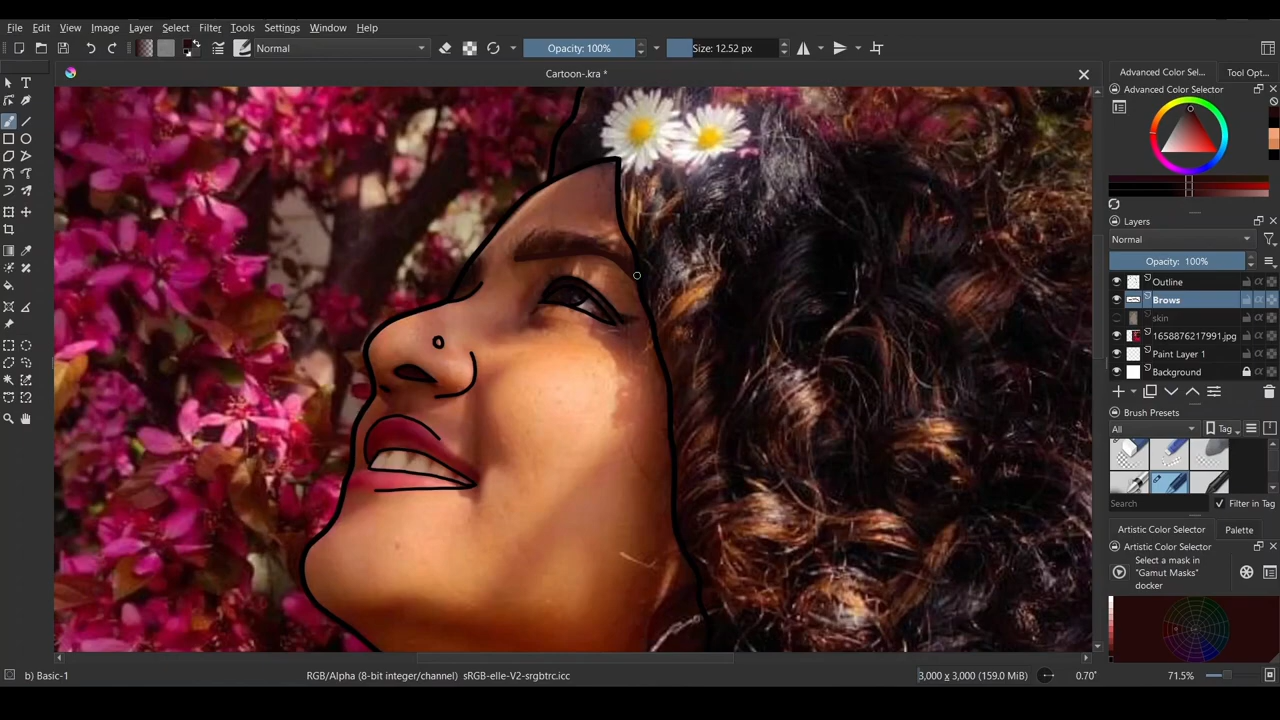 File Edit View Image Layer Select Filter Tools Settings Window Help
Normal Opacity: 100% Size: 12.52 px
Cartoon-.kra *
Advanced Color Sel... Tool Opt...
Advanced Color Selector
Layers
Normal
Opacity: 100%
Outline
Brows
skin
1658876217991.jpg
Paint Layer 1
Background
Brush Presets
All Tag
Search Filter in Tag
Artistic Color Selector Palette
Artistic Color Selector
Select a mask in
"Gamut Masks"
docker
b) Basic-1 RGB/Alpha (8-bit integer/channel) sRGB-elle-V2-srgbtrc.icc 3,000 x 3,000 (159.0 MiB) 0.70° 71.5%